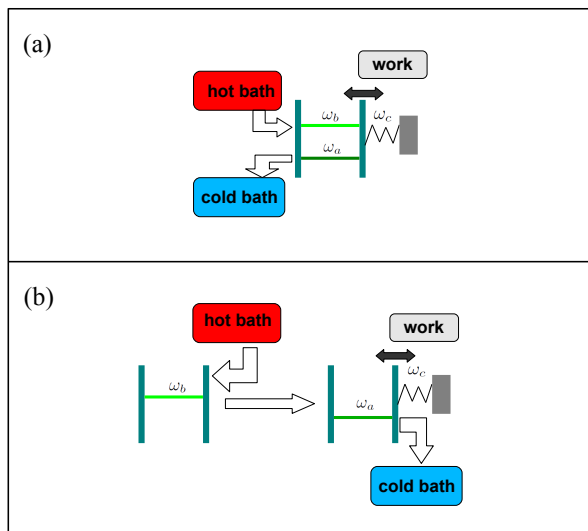 (a)
work
hot bath
ω_b
ω_c
ω_a
cold bath
(b)
hot bath
work
ω_b
ω_c
ω_a
cold bath